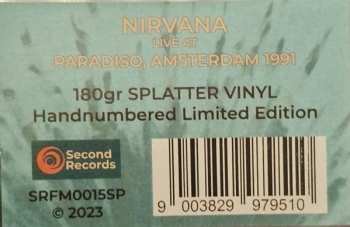 NIRVANA
LIVE AT
PARADISO, AMSTERDAM 1991
180gr SPLATTER VINYL
Handnumbered Limited Edition
Second
Records
SRFM0015SP
© 2023
9 003829 979510